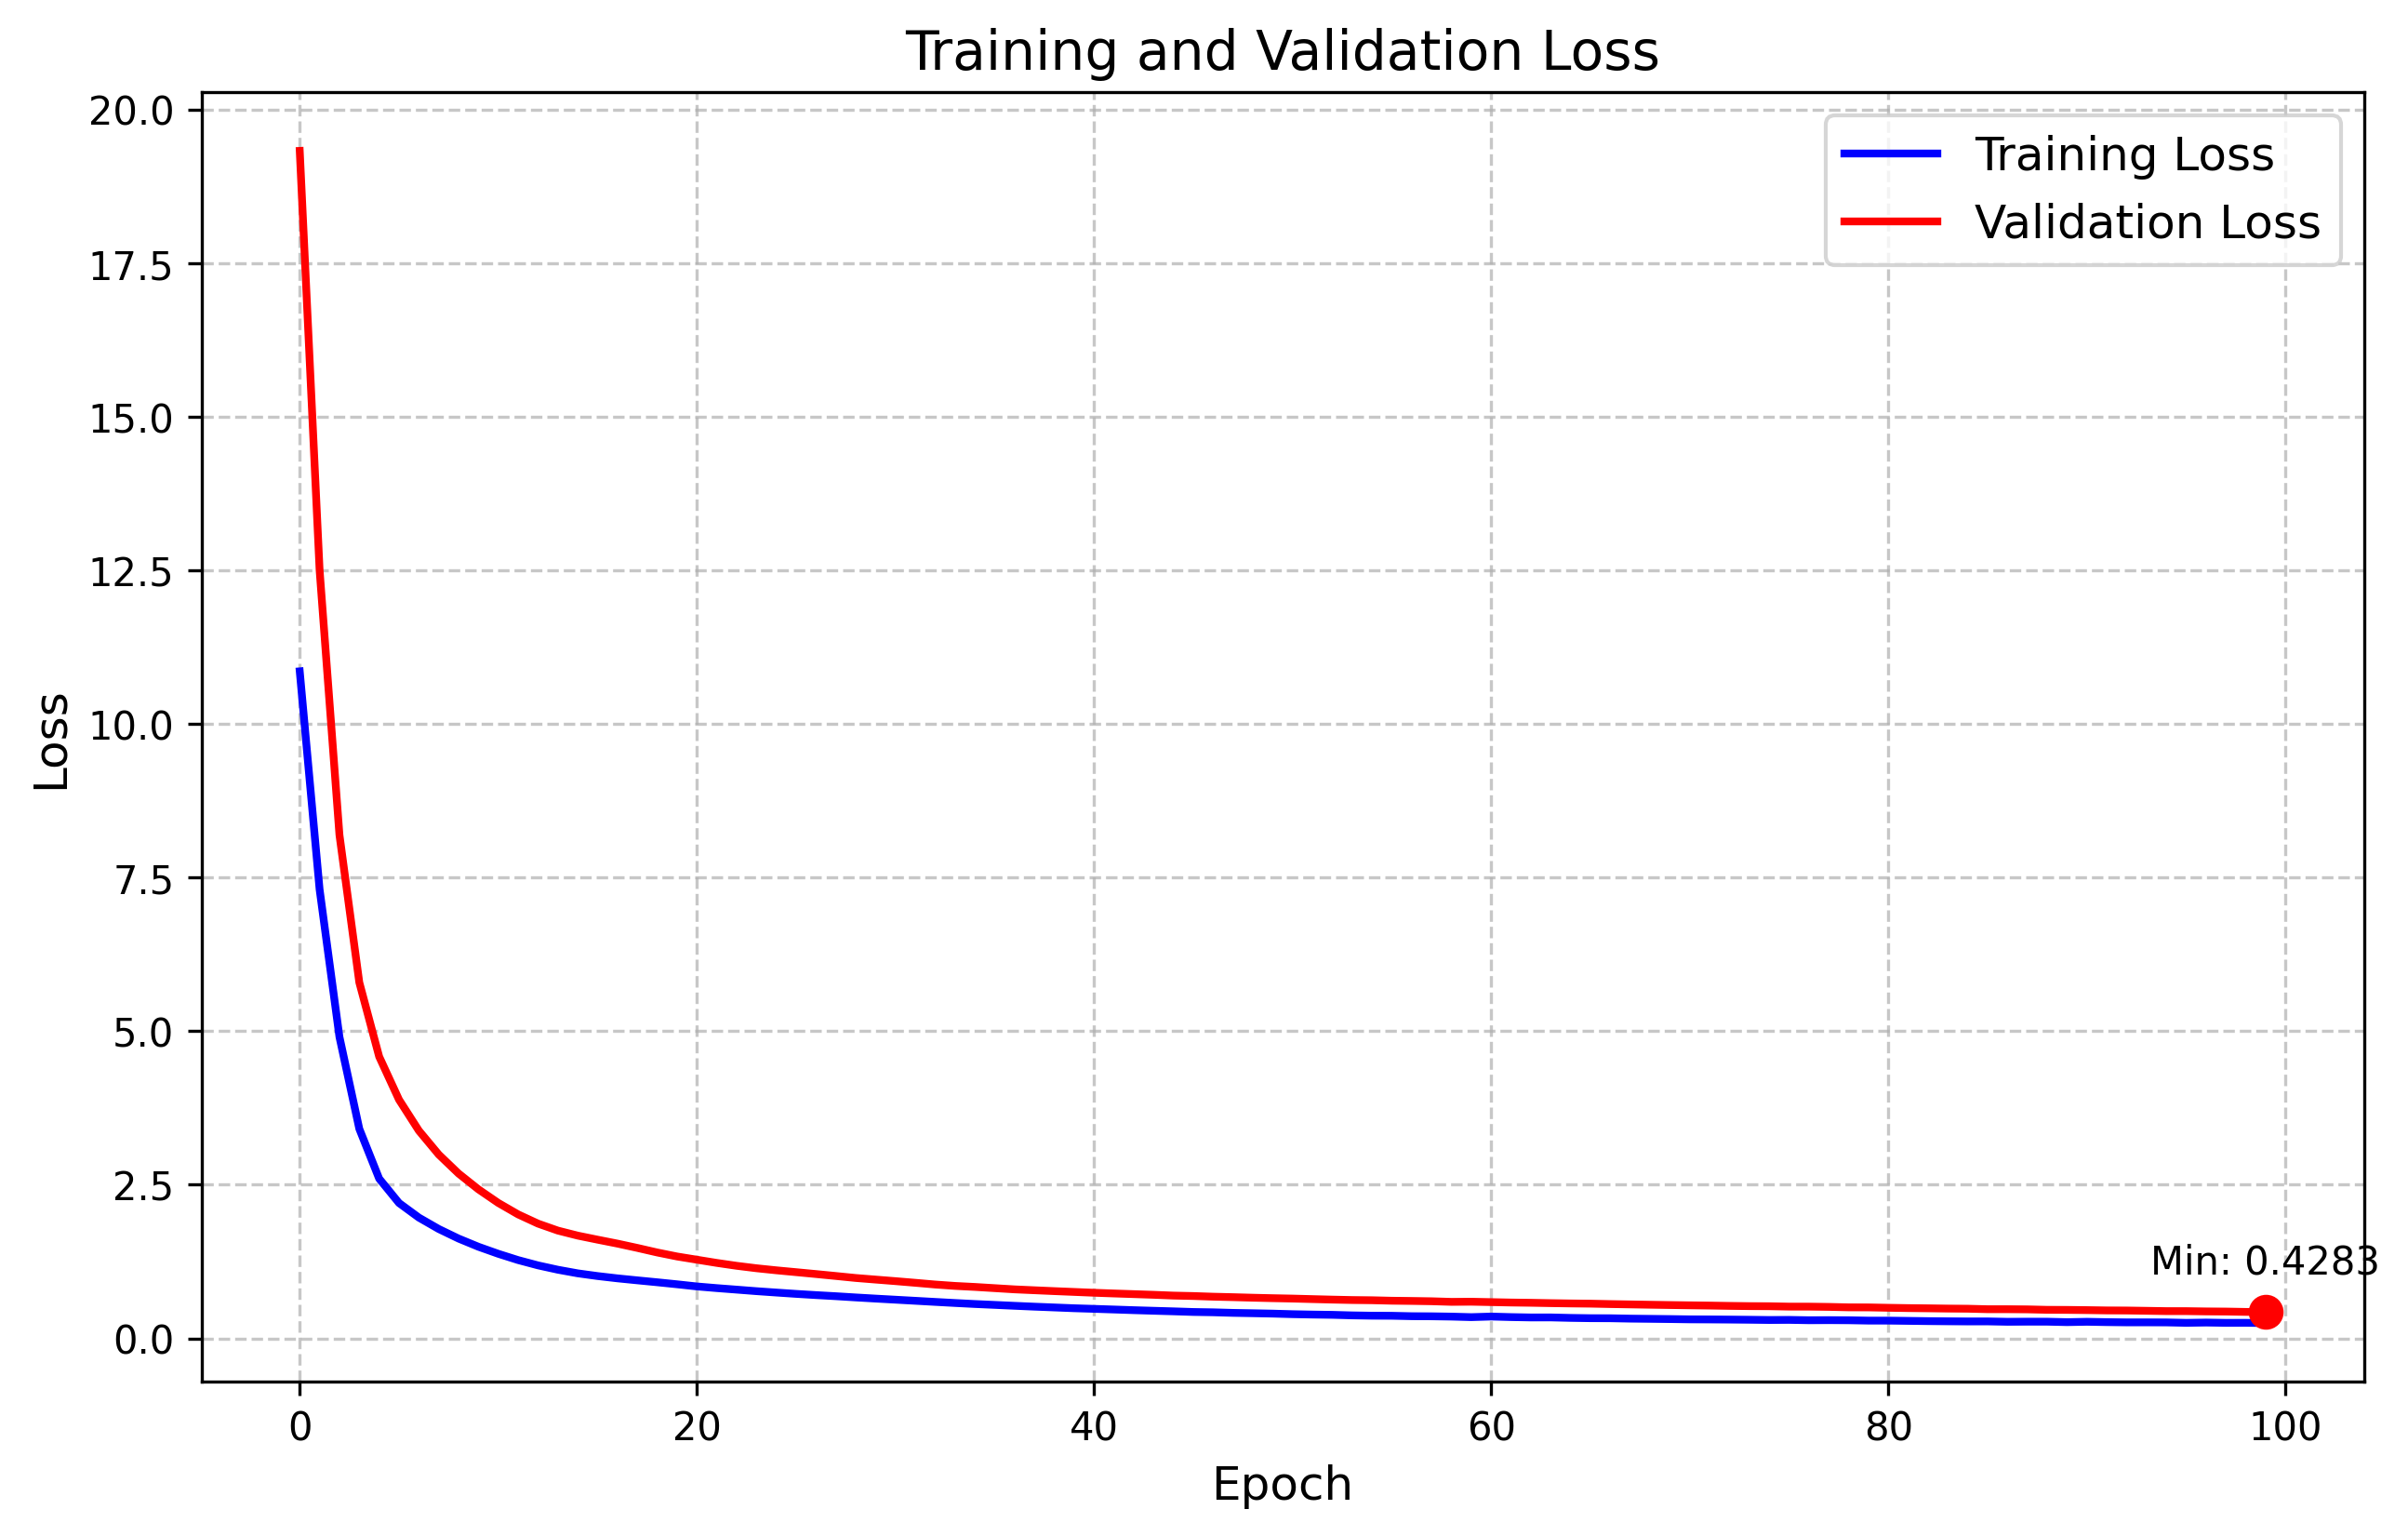 Training and Validation Loss
20.0
17.5
15.0
12.5
10.0
7.5
5.0
2.5
0.0
Loss
Training Loss
Validation Loss
Min: 0.4283
0 20 40 60 80 100
Epoch